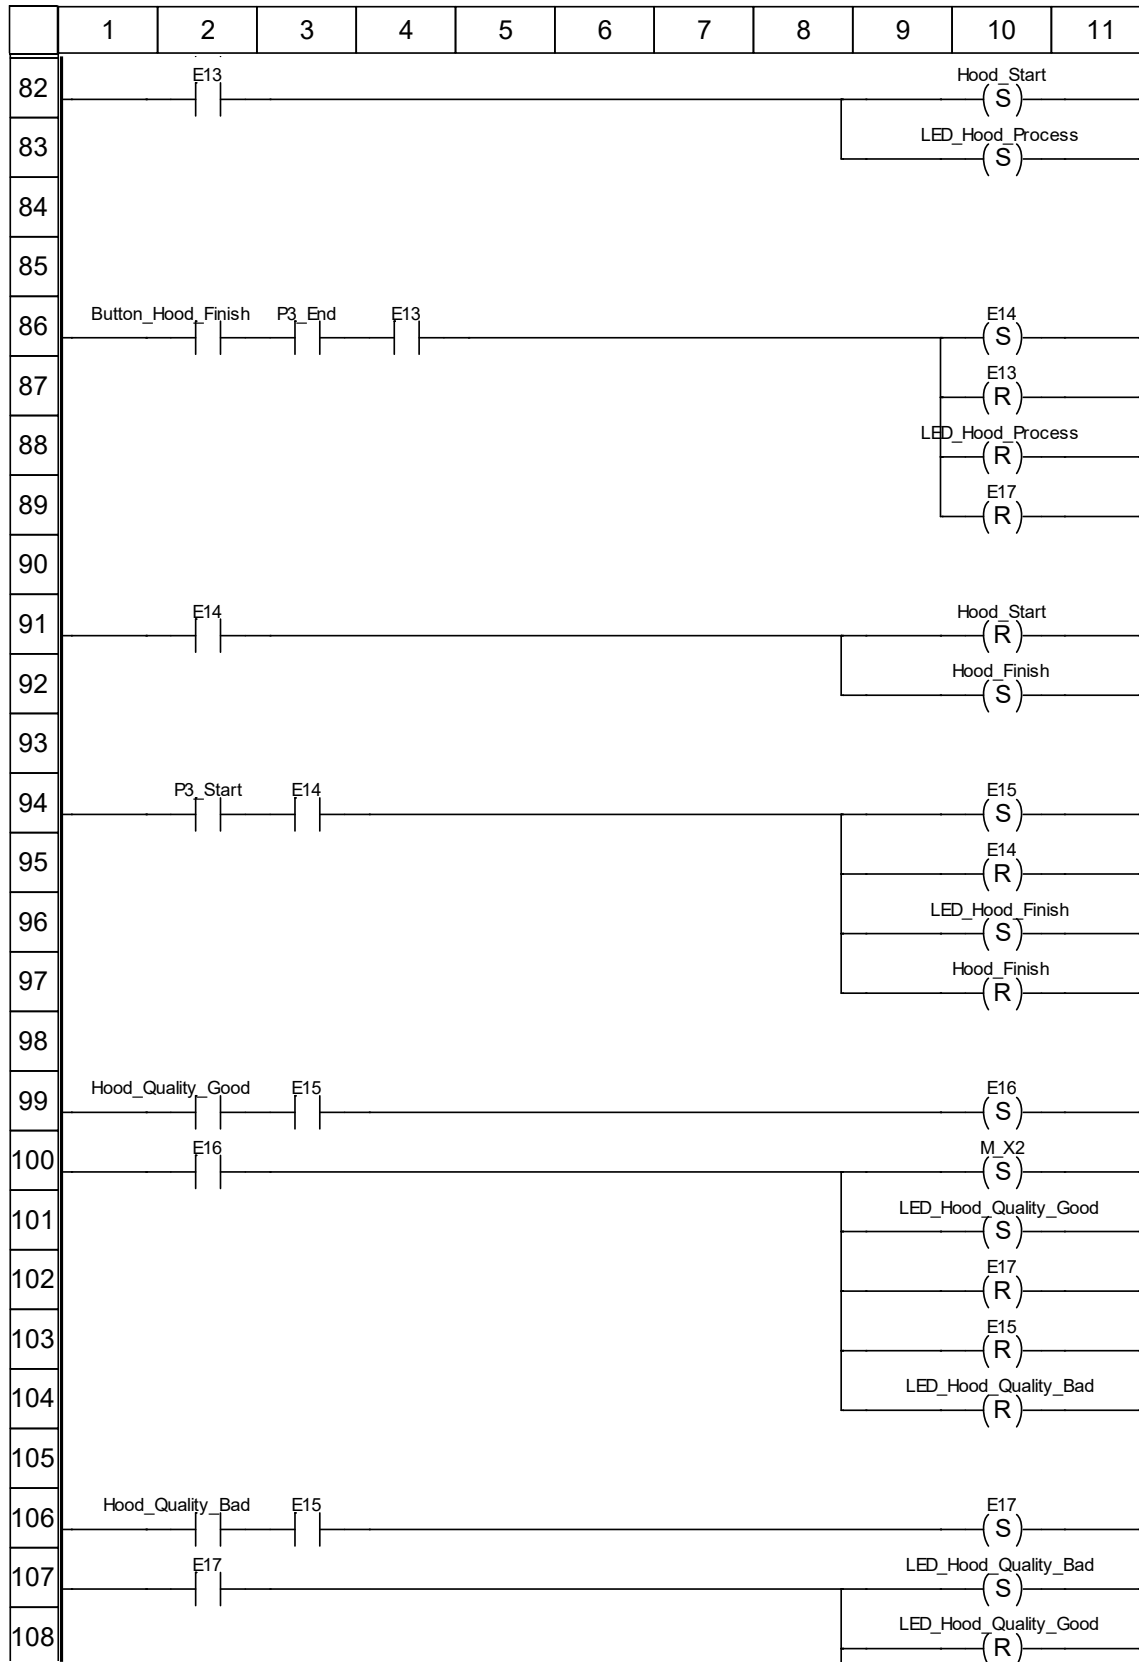 1 2 3 4 5 6 7 8 9 10 11
82 E13 Hood_Start
(S)
83 LED_Hood_Process
(S)
84
85
86 Button_Hood_Finish P3_End E13 E14
(S)
87 E13
(R)
88 LED_Hood_Process
(R)
89 E17
(R)
90
91 E14 Hood_Start
(R)
92 Hood_Finish
(S)
93
94 P3_Start E14 E15
(S)
95 E14
(R)
96 LED_Hood_Finish
(S)
97 Hood_Finish
(R)
98
99 Hood_Quality_Good E15 E16
(S)
100 E16 M_X2
(S)
101 LED_Hood_Quality_Good
(S)
102 E17
(R)
103 E15
(R)
104 LED_Hood_Quality_Bad
(R)
105
106 Hood_Quality_Bad E15 E17
(S)
107 E17 LED_Hood_Quality_Bad
(S)
108 LED_Hood_Quality_Good
(R)